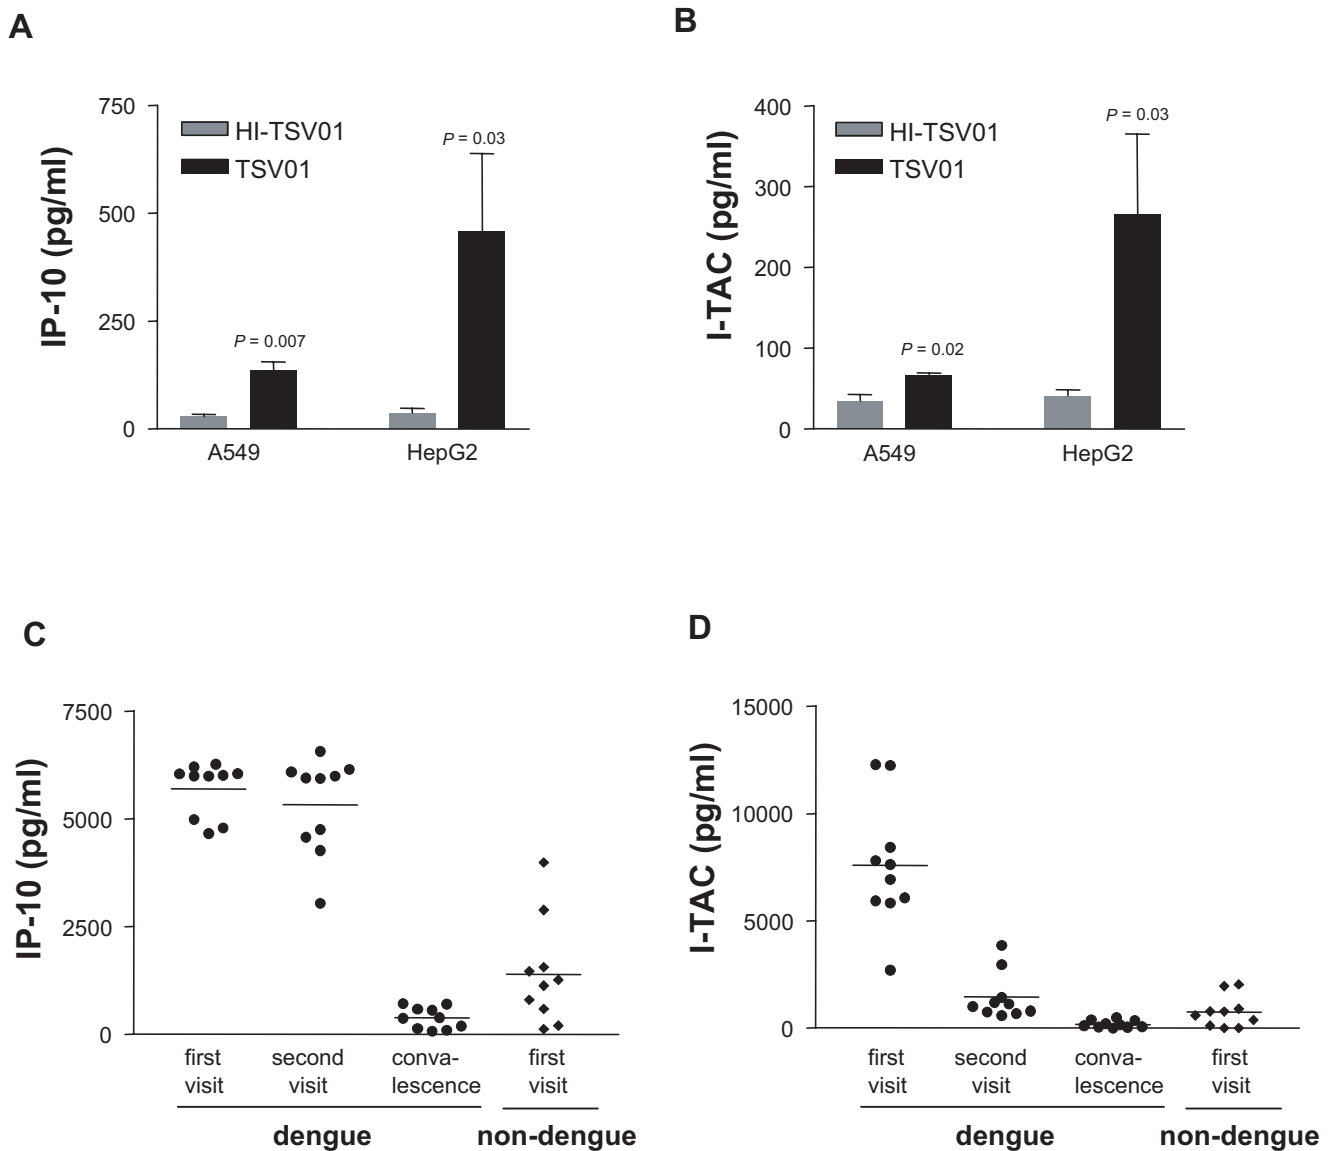 A
IP-10 (pg/ml)
750
500
250
0
HI-TSV01
TSV01
P = 0.007
P = 0.03
A549
HepG2
B
I-TAC (pg/ml)
400
300
200
100
0
HI-TSV01
TSV01
P = 0.02
P = 0.03
A549
HepG2
C
IP-10 (pg/ml)
7500
5000
2500
0
first
visit
second
visit
conva-
lescence
first
visit
dengue
non-dengue
D
I-TAC (pg/ml)
15000
10000
5000
0
first
visit
second
visit
conva-
lescence
first
visit
dengue
non-dengue